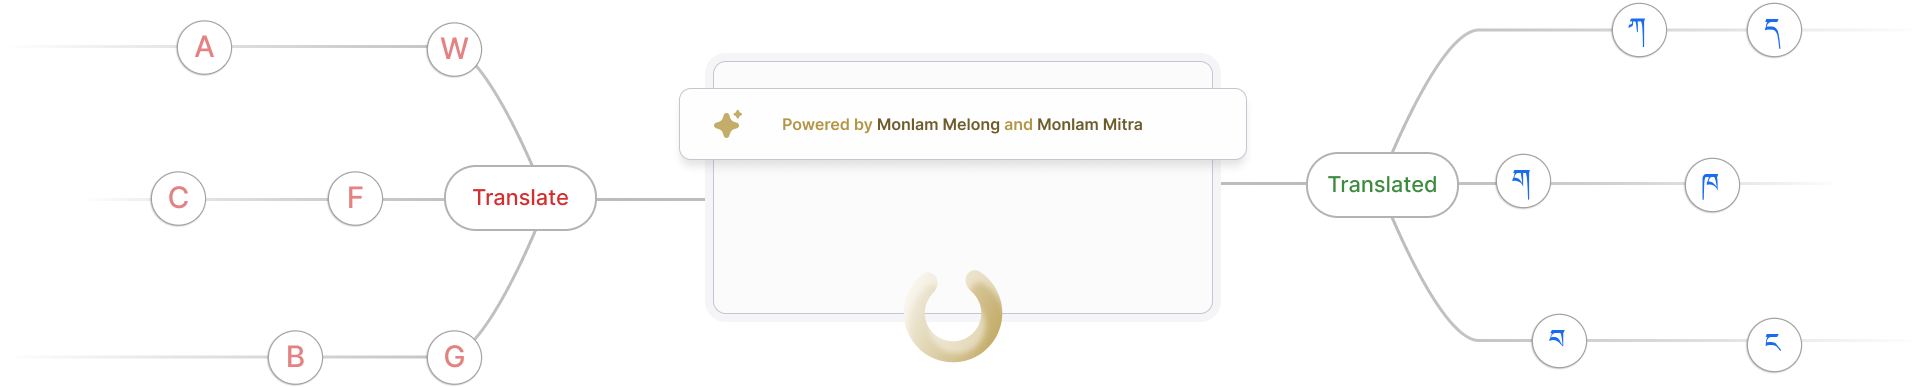 A W
C F Translate
B G
Powered by Monlam Melong and Monlam Mitra
Translated
ཀ ད
ག ཁ
བ ང